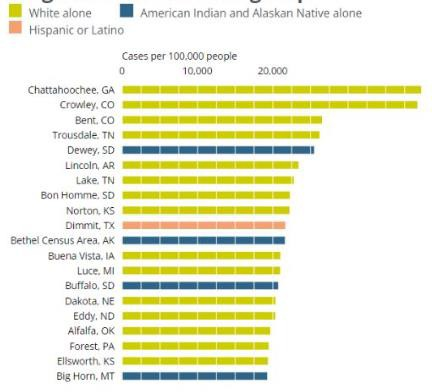 White alone
American Indian and Alaskan Native alone
Hispanic or Latino
Cases per 100,000 people
0 10,000 20,000
Chattahoochee, GA
Crowley, CO
Bent, CO
Trousdale, TN
Dewey, SD
Lincoln, AR
Lake, TN
Bon Homme, SD
Norton, KS
Dimmit, TX
Bethel Census Area, AK
Buena Vista, IA
Luce, MI
Buffalo, SD
Dakota, NE
Eddy, ND
Alfalfa, OK
Forest, PA
Ellsworth, KS
Big Horn, MT